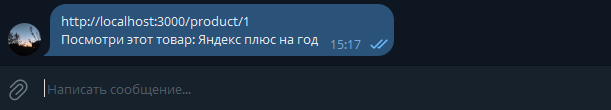 http://localhost:3000/product/1
Посмотри этот товар: Яндекс плюс на год
15:17
Написать сообщение...